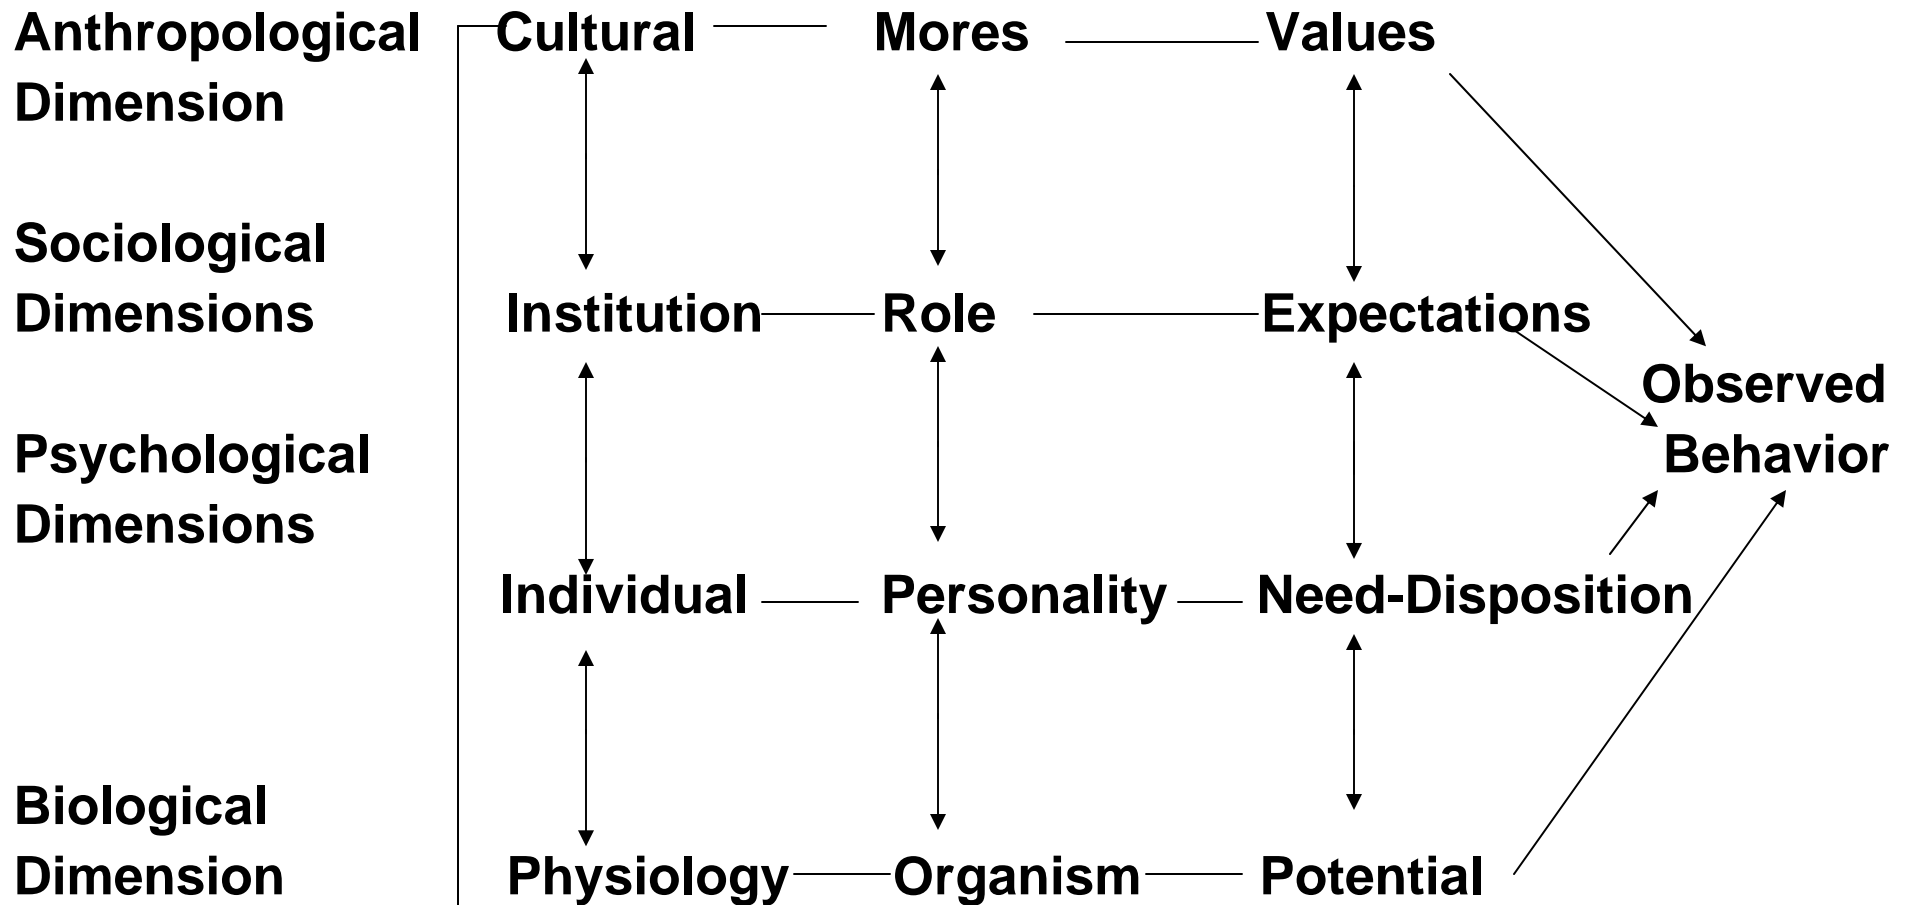 Anthropological Cultural Mores Values
Dimension
Sociological
Dimensions Institution Role Expectations
Observed
Psychological Behavior
Dimensions
Individual Personality Need-Disposition
Biological
Dimension Physiology Organism Potential